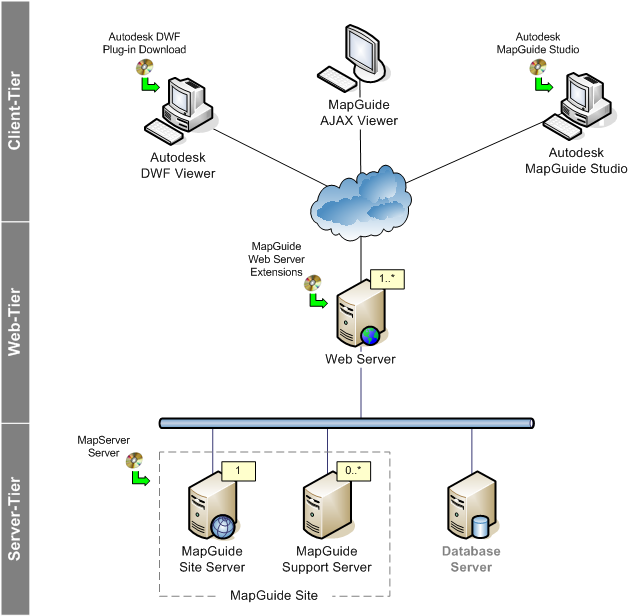 Client-Tier
Autodesk DWF
Plug-in Download
Autodesk
DWF Viewer
MapGuide
AJAX Viewer
Autodesk
MapGuide Studio
Autodesk
MapGuide Studio
Web-Tier
MapGuide
Web Server
Extensions
1..*
Web Server
Server-Tier
MapServer
Server
1
MapGuide
Site Server
0..*
MapGuide
Support Server
Database
Server
MapGuide Site